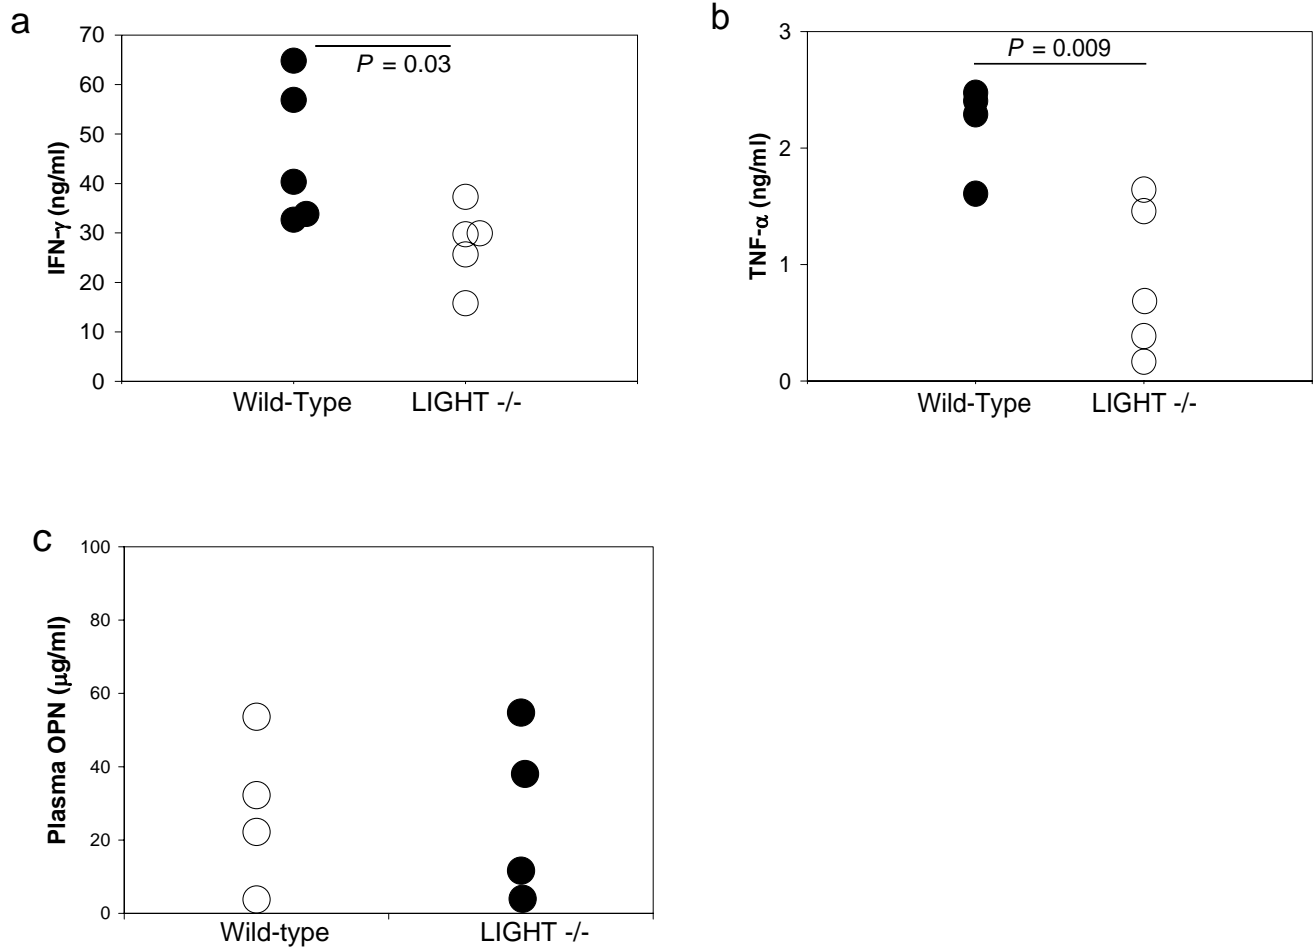 a
70
60
50
40
30
20
10
0
IFN-γ (ng/ml)
P = 0.03
Wild-Type LIGHT -/-
b
3
2
1
0
TNF-α (ng/ml)
P = 0.009
Wild-Type LIGHT -/-
c
100
80
60
40
20
0
Plasma OPN (μg/ml)
Wild-type LIGHT -/-